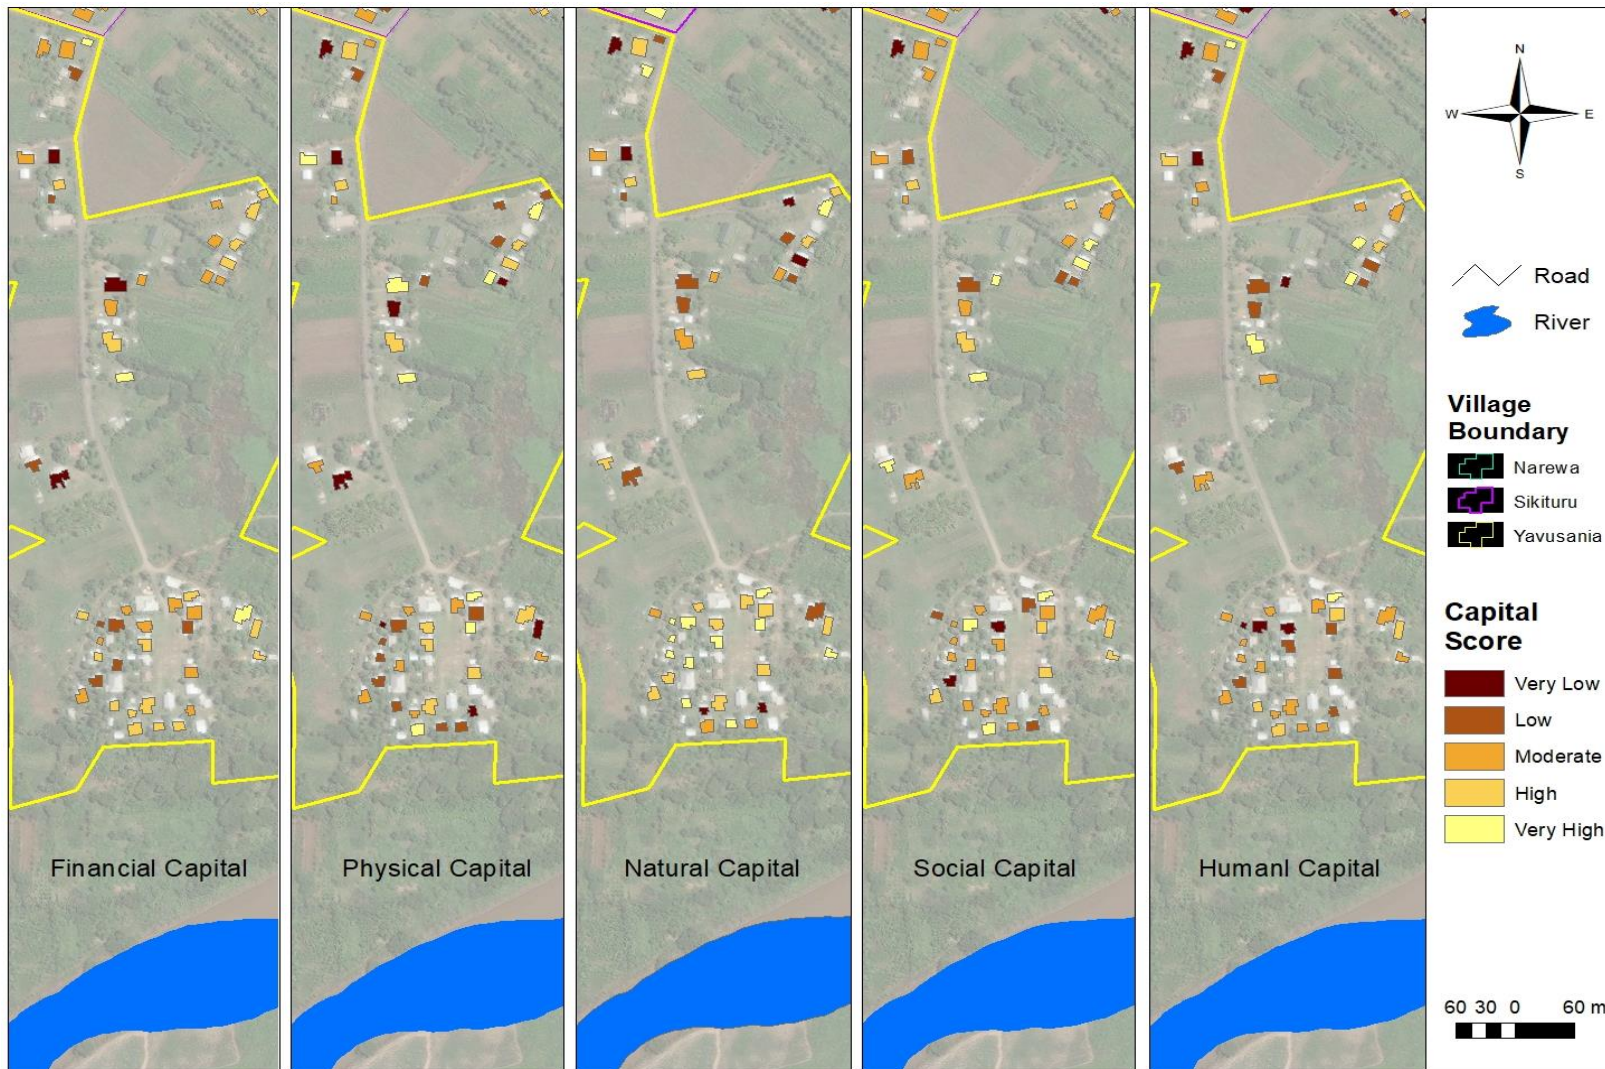 Financial Capital
Physical Capital
Natural Capital
Social Capital
Humanl Capital
N
W
E
S
Road
River
Village
Boundary
Narewa
Sikituru
Yavusania
Capital
Score
Very Low
Low
Moderate
High
Very High
60 30 0 60 m